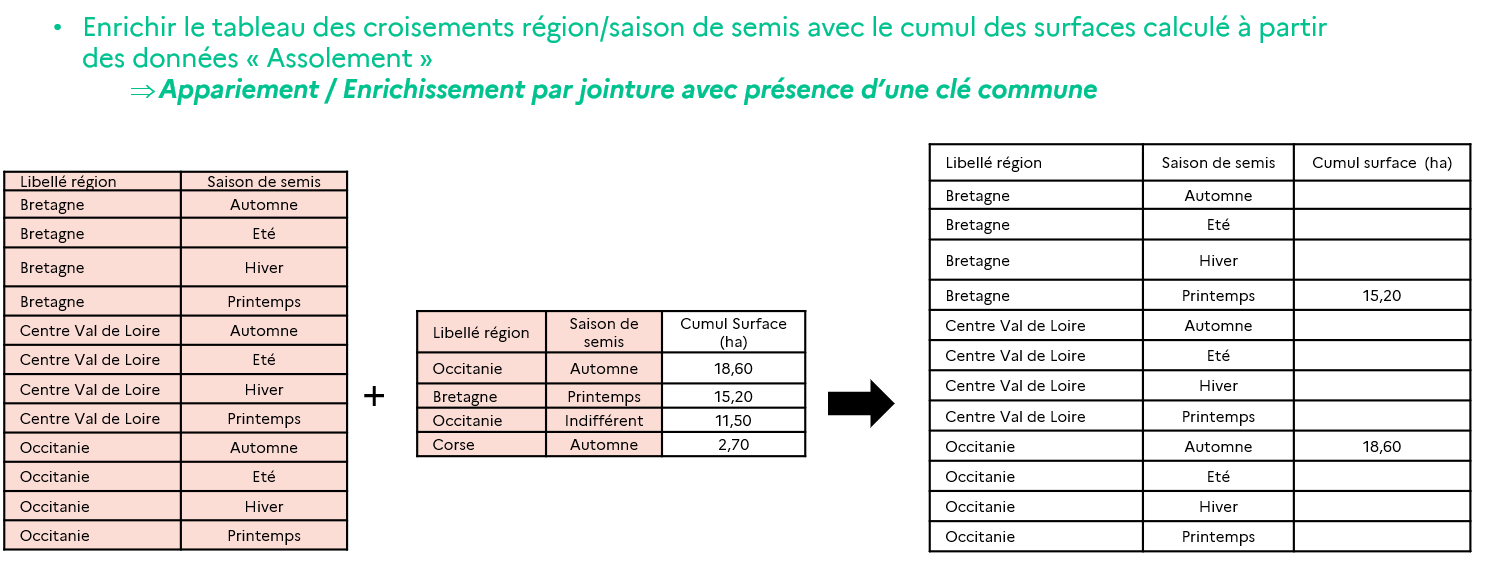 • Enrichir le tableau des croisements région/saison de semis avec le cumul des surfaces calculé à partir
des données « Assolement »
⇒ Appariement / Enrichissement par jointure avec présence d'une clé commune
Libellé région Saison de semis
Bretagne Automne
Bretagne Eté
Bretagne Hiver
Bretagne Printemps
Centre Val de Loire Automne
Centre Val de Loire Eté
Centre Val de Loire Hiver
Centre Val de Loire Printemps
Occitanie Automne
Occitanie Eté
Occitanie Hiver
Occitanie Printemps
+
Libellé région Saison de semis Cumul Surface (ha)
Occitanie Automne 18,60
Bretagne Printemps 15,20
Occitanie Indifférent 11,50
Corse Automne 2,70
Libellé région Saison de semis Cumul surface (ha)
Bretagne Automne
Bretagne Eté
Bretagne Hiver
Bretagne Printemps 15,20
Centre Val de Loire Automne
Centre Val de Loire Eté
Centre Val de Loire Hiver
Centre Val de Loire Printemps
Occitanie Automne 18,60
Occitanie Eté
Occitanie Hiver
Occitanie Printemps